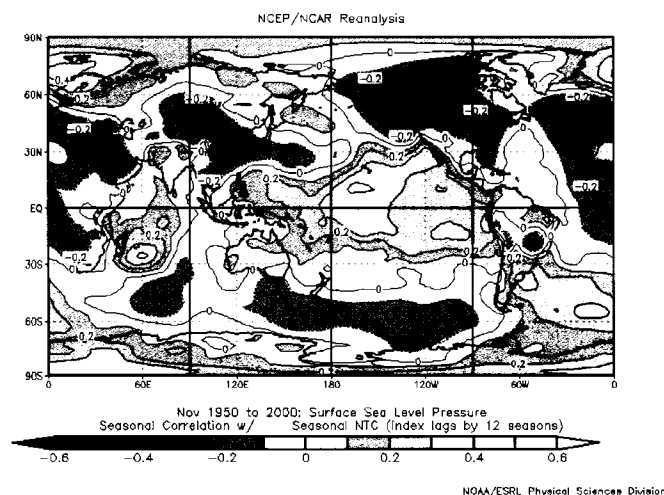 NCEP/NCAR Reanalysis
90N
60N
30N
EQ
30S
60S
90S
0 60E 120E 180 120W 60W 0
Nov 1950 to 2000: Surface Sea Level Pressure
Seasonal Correlation w/ Seasonal NTC (Index lags by 12 seasons)
-0.6 -0.4 -0.2 0 0.2 0.4 0.6
NOAA/ESRL Physical Sciences Division